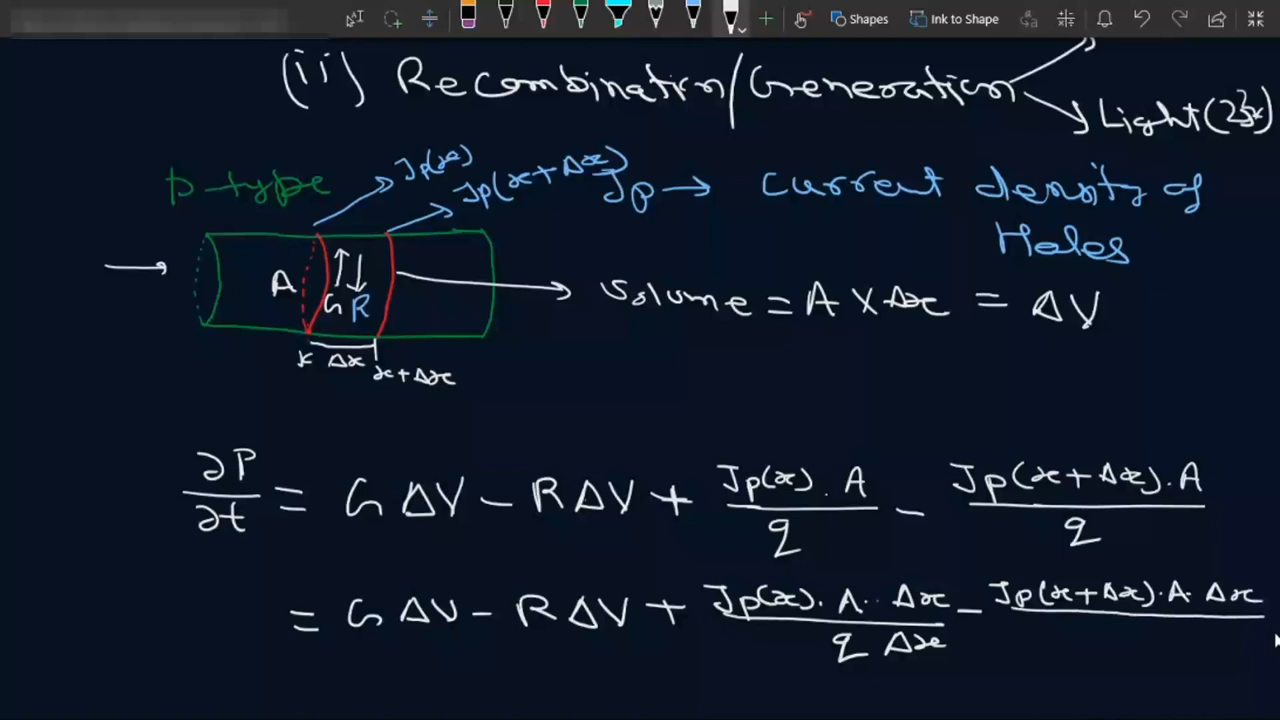 Shapes Ink to Shape
(ii) Recombination/Generation
Light
p-type Jp(x) Jp(x+Δx) Jp → current density of
Holes
A G R Volume = A X Δx = ΔV
x Δx x+Δx
∂P/∂t = GΔV - RΔV + Jp(x).A/q - Jp(x+Δx).A/q
= GΔV - RΔV + Jp(x).A.Δx/qΔx - Jp(x+Δx).A.Δx